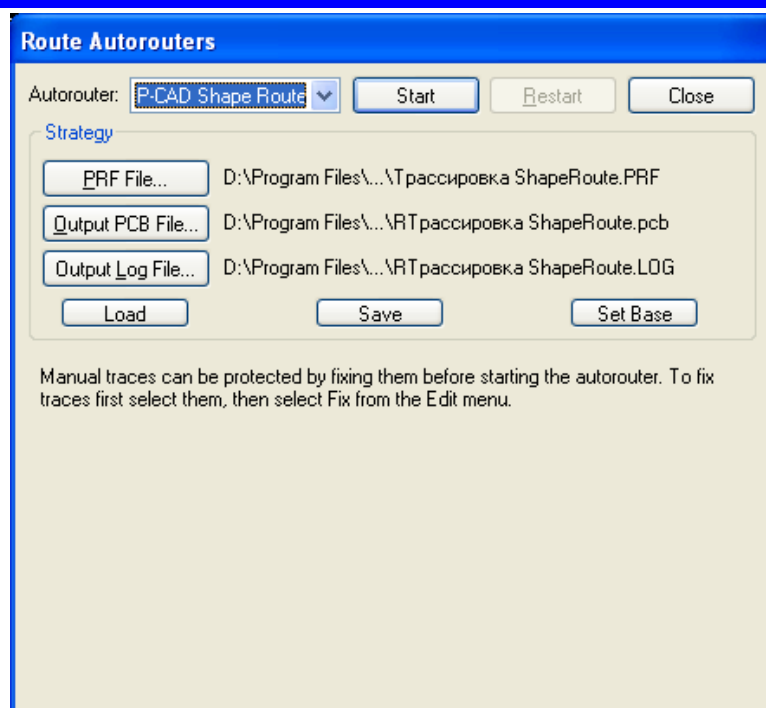 Route Autorouters
Autorouter: P-CAD Shape Route Start Restart Close
Strategy
PRF File... D:\Program Files\...\Трассировка ShapeRoute.PRF
Output PCB File... D:\Program Files\...\RТрассировка ShapeRoute.pcb
Output Log File... D:\Program Files\...\RТрассировка ShapeRoute.LOG
Load Save Set Base
Manual traces can be protected by fixing them before starting the autorouter. To fix
traces first select them, then select Fix from the Edit menu.